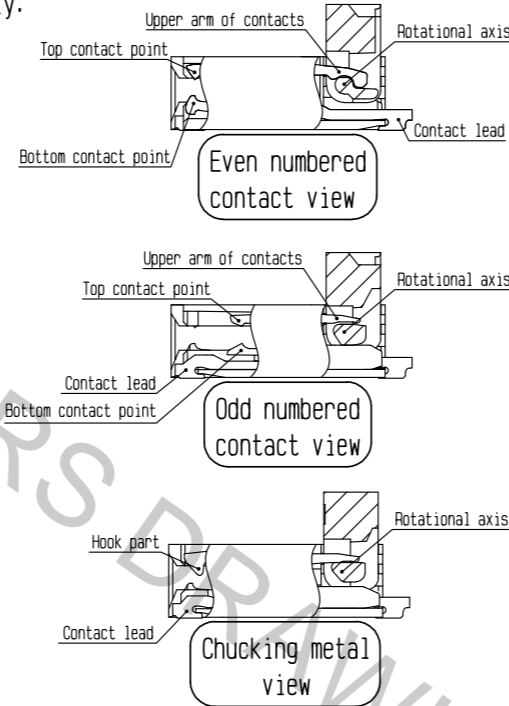 y.
Upper arm of contacts
Top contact point
Rotational axis
Bottom contact point
Contact lead
Even numbered
contact view
Upper arm of contacts
Rotational axis
Top contact point
Contact lead
Bottom contact point
Odd numbered
contact view
Rotational axis
Hook part
Contact lead
Chucking metal
view
RS DRAW